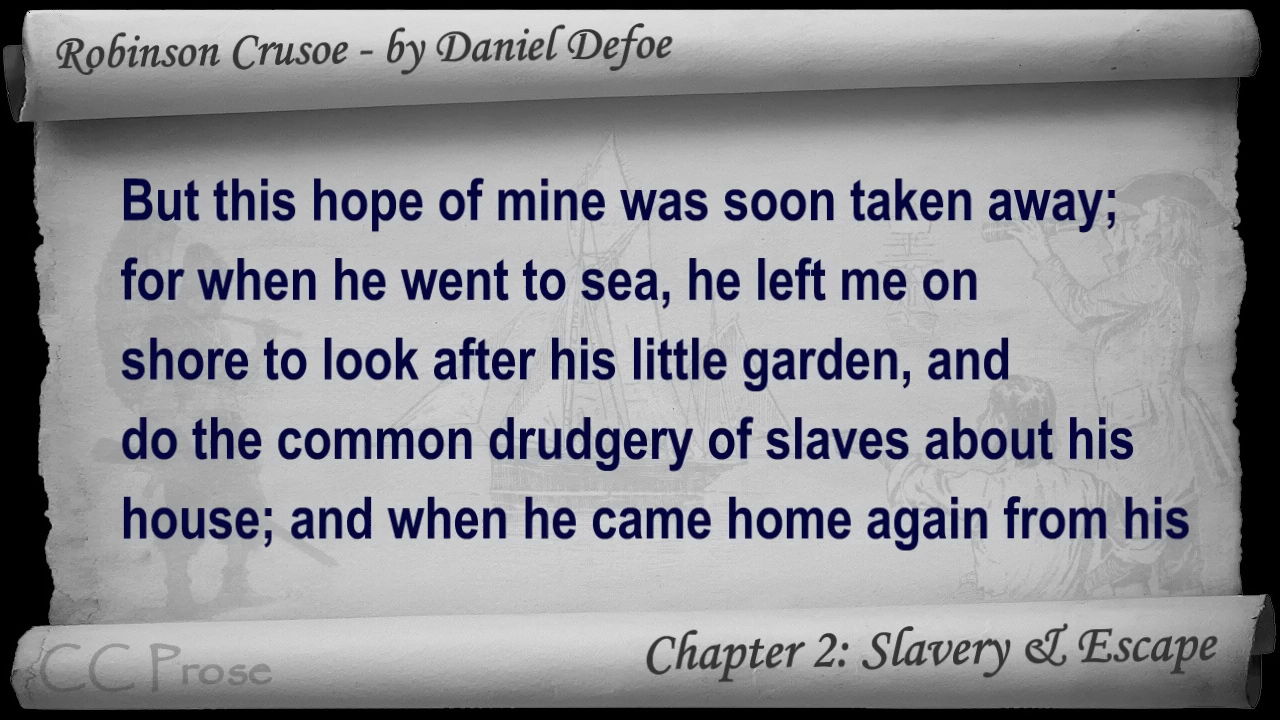 Robinson Crusoe - by Daniel Defoe
But this hope of mine was soon taken away;
for when he went to sea, he left me on
shore to look after his little garden, and
do the common drudgery of slaves about his
house; and when he came home again from his
Chapter 2: Slavery & Escape
CC Prose